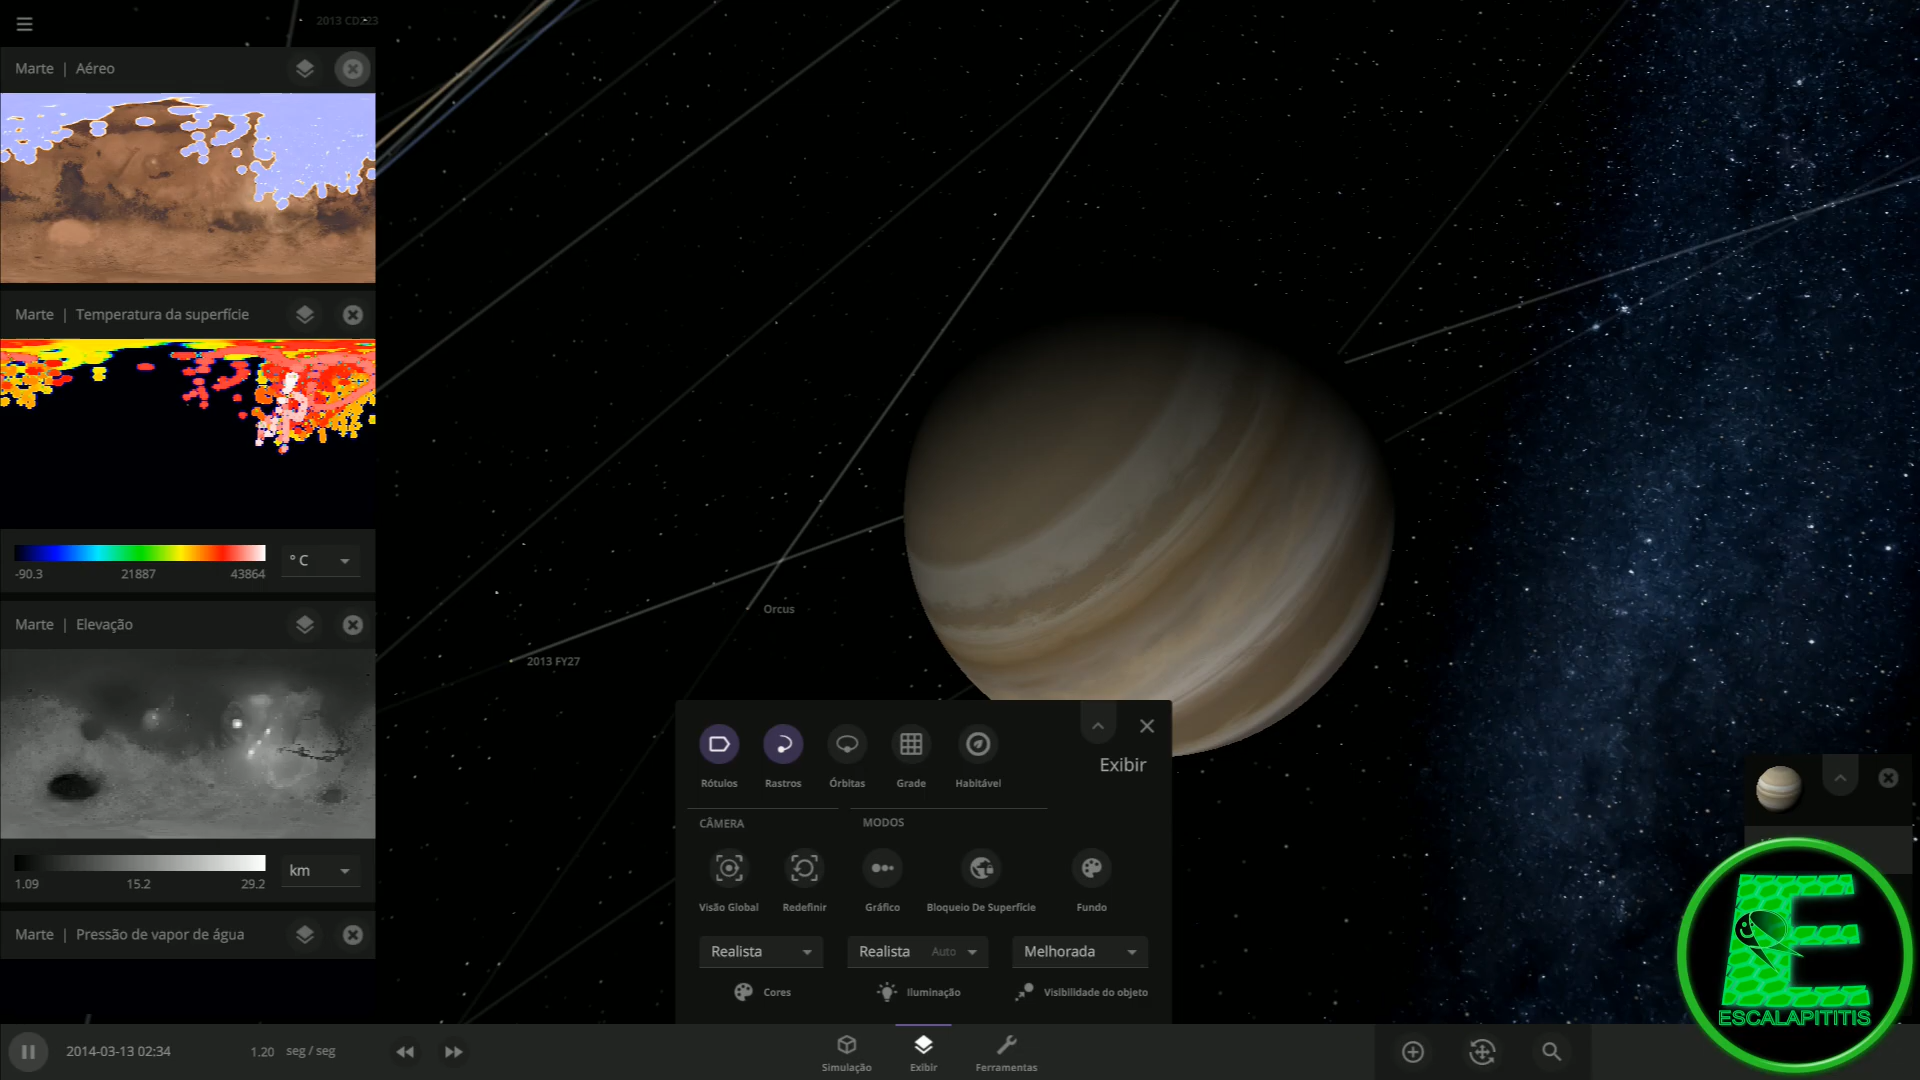 2013 CD223
Marte | Aéreo
Marte | Temperatura da superfície
° C
-90.3 21887 43864
Marte | Elevação
km
1.09 15.2 29.2
Marte | Pressão de vapor de água
Orcus
2013 FY27
Exibir
Rótulos Rastros Órbitas Grade Habitável
CÂMERA MODOS
Visão Global Redefinir Gráfico Bloqueio De Superfície Fundo
Realista Realista Auto Melhorada
Cores Iluminação Visibilidade do objeto
2014-03-13 02:34 1.20 seg / seg
Simulação Exibir Ferramentas
E
ESCALAPITITIS